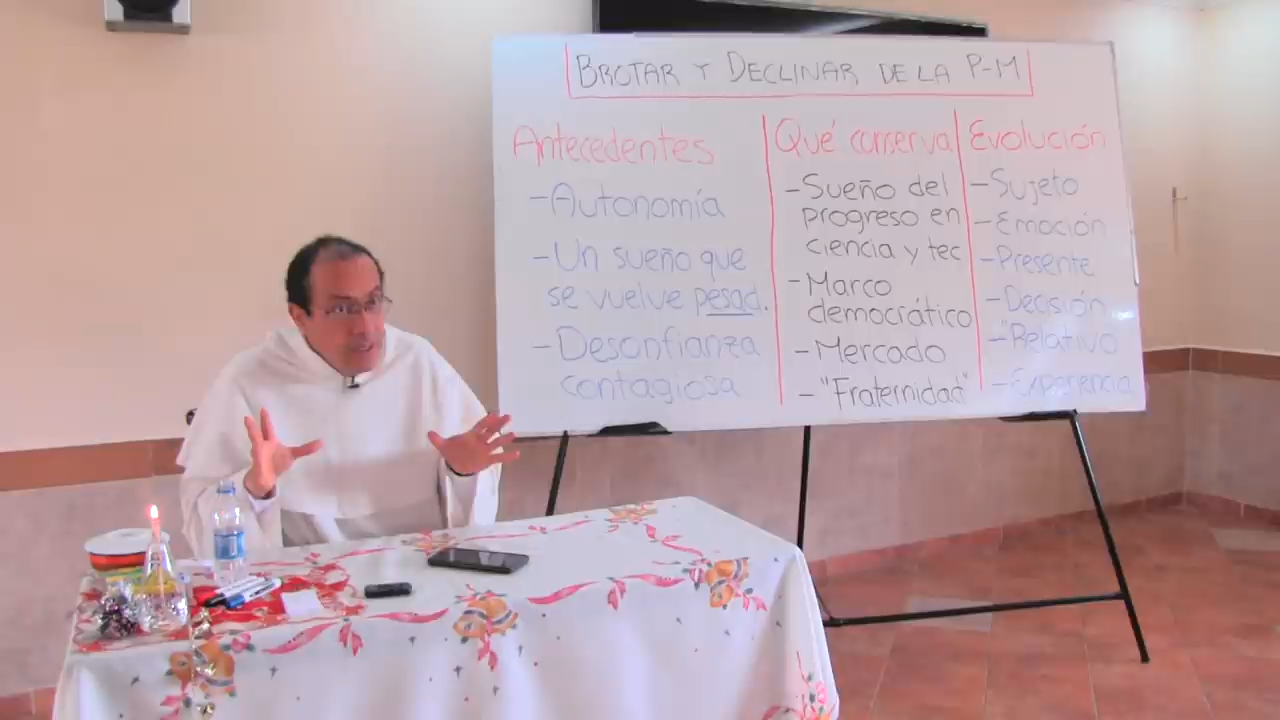 BROTAR Y DECLINAR DE LA P-M
Antecedentes
-Autonomía
-Un sueño que
se vuelve pesad.
-Desconfianza
contagiosa
Qué conserva
-Sueño del
progreso en
ciencia y tec
-Marco
democrático
-Mercado
-"Fraternidad"
Evolución
-Sujeto
-Emoción
-Presente
-Decisión
-"Relativo
-Experiencia